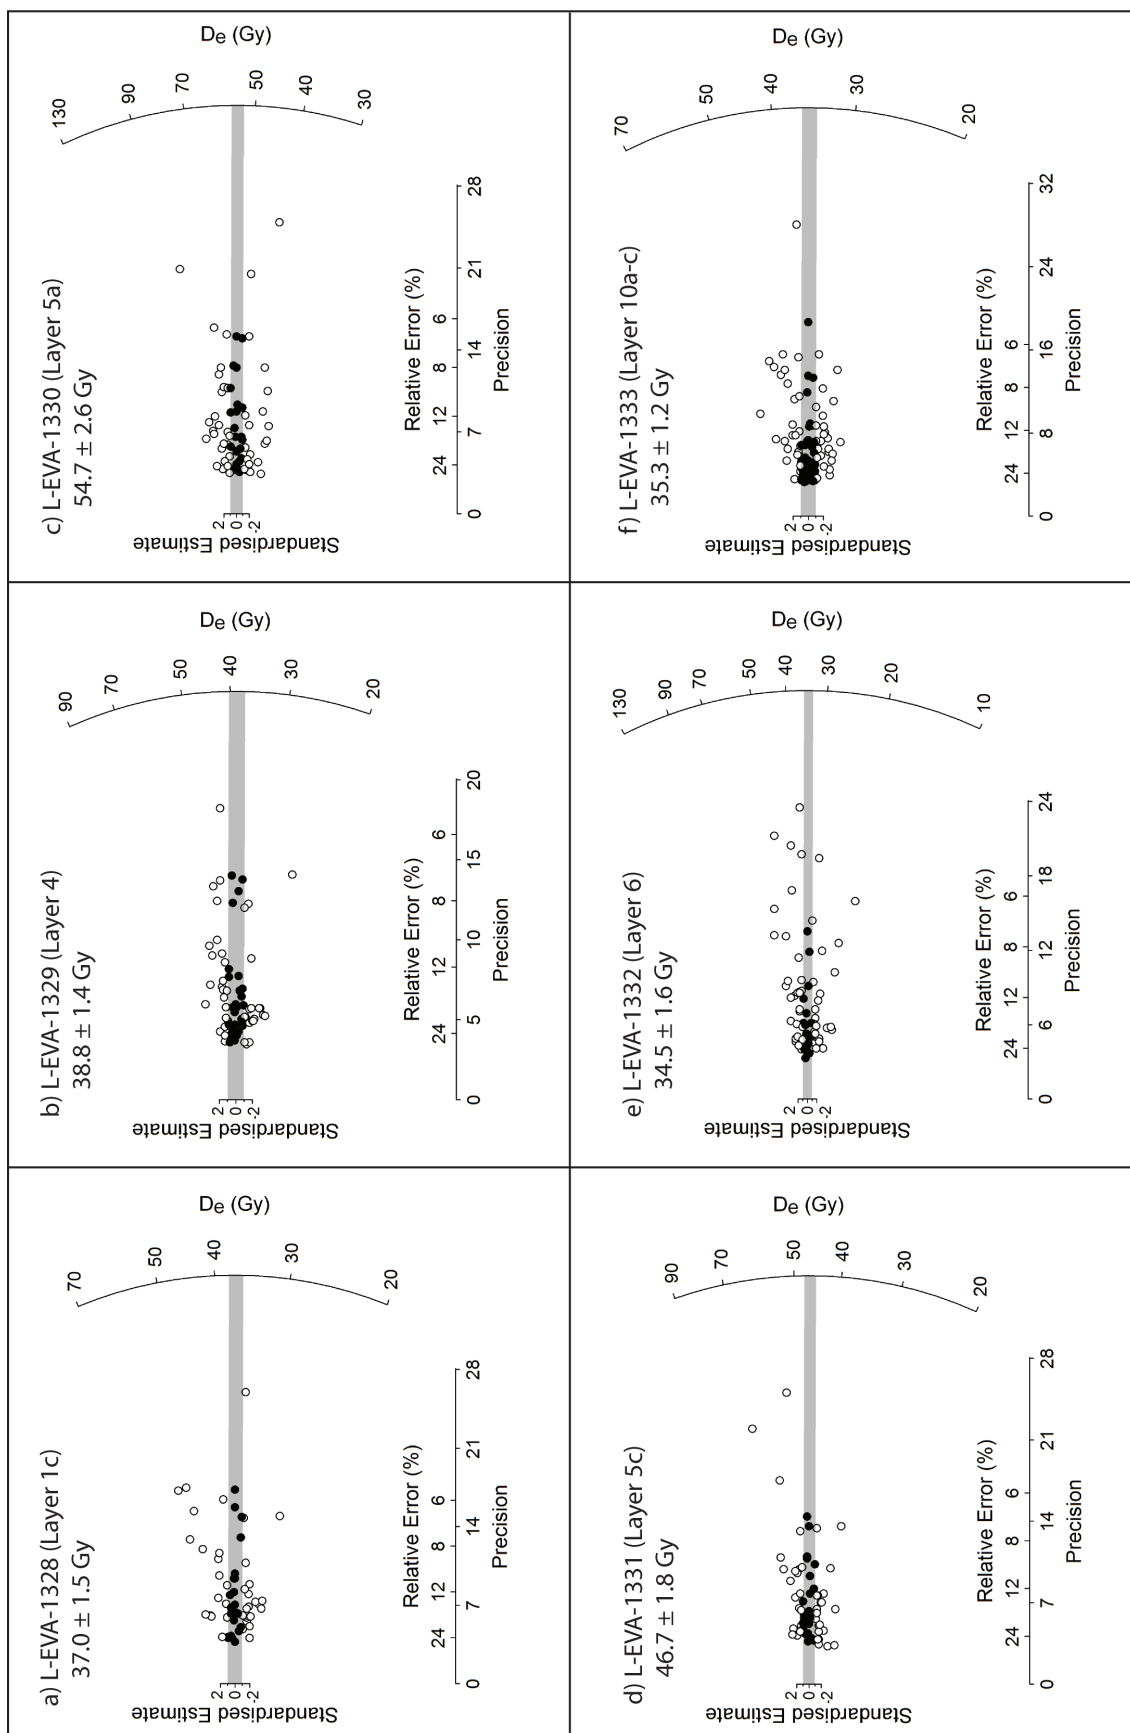 a) L-EVA-1328 (Layer 1c)
37.0 ± 1.5 Gy
Standardised Estimate
2
0
-2
70
50
40
30
20
De (Gy)
24 12 8 6
Relative Error (%)
0 7 14 21 28
Precision
b) L-EVA-1329 (Layer 4)
38.8 ± 1.4 Gy
Standardised Estimate
2
0
-2
90
70
50
40
30
20
De (Gy)
24 12 8 6
Relative Error (%)
0 5 10 15 20
Precision
c) L-EVA-1330 (Layer 5a)
54.7 ± 2.6 Gy
Standardised Estimate
2
0
-2
130
90
70
50
40
30
De (Gy)
24 12 8 6
Relative Error (%)
0 7 14 21 28
Precision
d) L-EVA-1331 (Layer 5c)
46.7 ± 1.8 Gy
Standardised Estimate
2
0
-2
90
70
50
40
30
20
De (Gy)
24 12 8 6
Relative Error (%)
0 7 14 21 28
Precision
e) L-EVA-1332 (Layer 6)
34.5 ± 1.6 Gy
Standardised Estimate
2
0
-2
130
90
70
50
40
30
20
10
De (Gy)
24 12 8 6
Relative Error (%)
0 6 12 18 24
Precision
f) L-EVA-1333 (Layer 10a-c)
35.3 ± 1.2 Gy
Standardised Estimate
2
0
-2
70
50
40
30
20
De (Gy)
24 12 8 6
Relative Error (%)
0 8 16 24 32
Precision